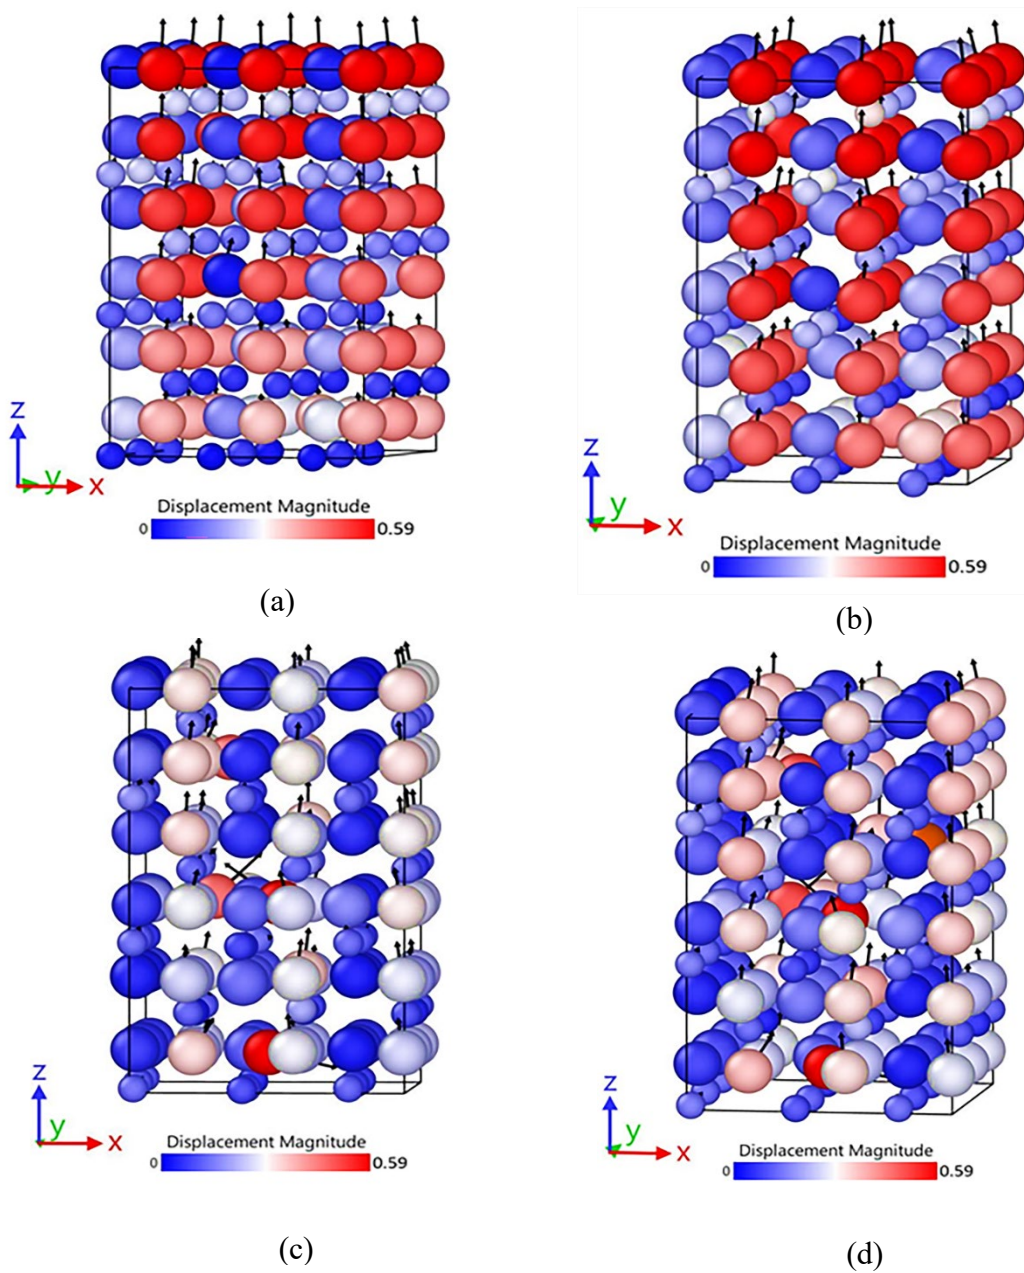 z
y
x
Displacement Magnitude
0 0.59
(a)
z
y
x
Displacement Magnitude
0 0.59
(b)
z
y
x
Displacement Magnitude
0 0.59
(c)
z
y
x
Displacement Magnitude
0 0.59
(d)